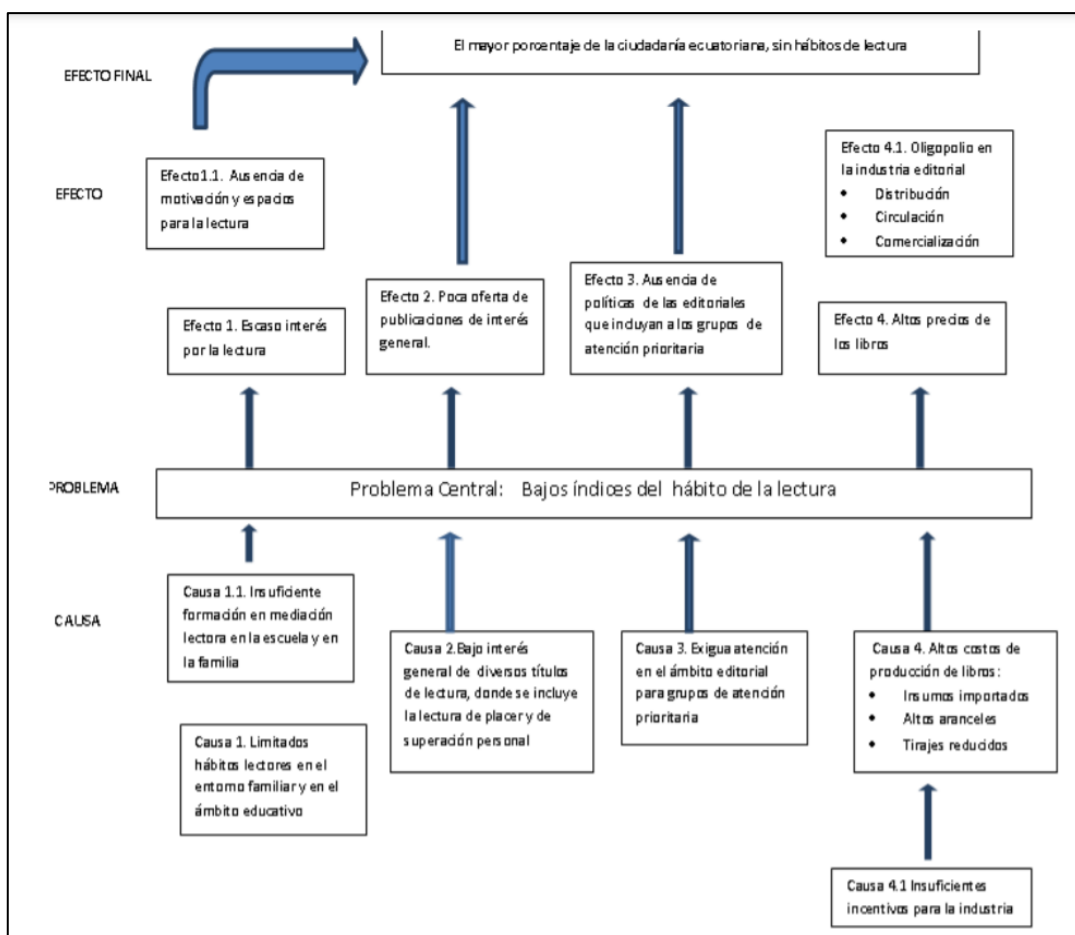 El mayor porcentaje de la ciudadanía ecuatoriana, sin hábitos de lectura
EFECTO FINAL
EFECTO
Efecto1.1. Ausencia de
motivación y espacios
para la lectura
Efecto 4.1. Oligopolio en
la industria editorial
• Distribución
• Circulación
• Comercialización
Efecto 1. Escaso interés
por la lectura
Efecto 2. Poca oferta de
publicaciones de interés
general.
Efecto 3. Ausencia de
políticas de las editoriales
que incluyan a los grupos de
atención prioritaria
Efecto 4. Altos precios de
los libros
PROBLEMA
Problema Central: Bajos índices del hábito de la lectura
CAUSA
Causa 1.1. Insuficiente
formación en mediación
lectora en la escuela y en
la familia
Causa 1. Limitados
hábitos lectores en el
entorno familiar y en el
ámbito educativo
Causa 2.Bajo interés
general de diversos títulos
de lectura, donde se incluye
la lectura de placer y de
superación personal
Causa 3. Exigua atención
en el ámbito editorial
para grupos de atención
prioritaria
Causa 4. Altos costos de
producción de libros:
• Insumos importados
• Altos aranceles
• Tirajes reducidos
Causa 4.1 Insuficientes
incentivos para la industria